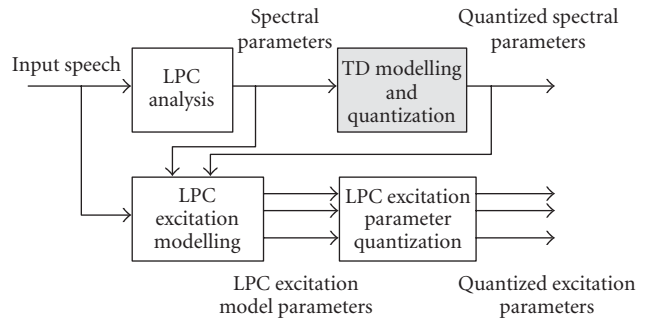 Spectral
parameters
Quantized spectral
parameters
Input speech
LPC
analysis
TD modelling
and
quantization
LPC
excitation
modelling
LPC excitation
parameter
quantization
LPC excitation
model parameters
Quantized excitation
parameters